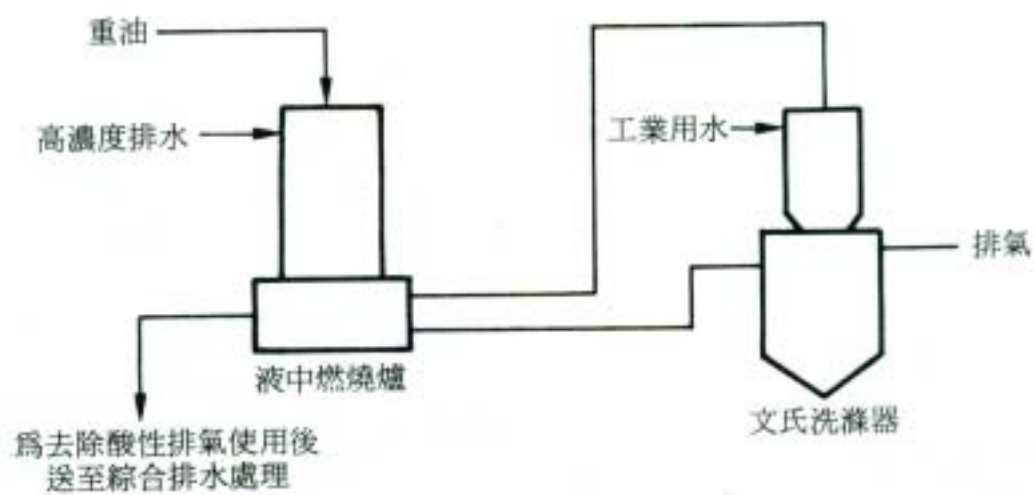 重油
高濃度排水
工業用水
排氣
液中燃燒爐
文氏洗滌器
爲去除酸性排氣使用後
送至綜合排水處理